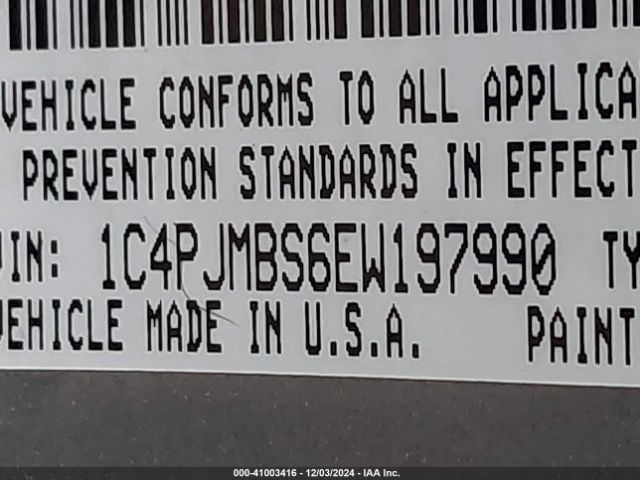 VEHICLE CONFORMS TO ALL APPLICA
PREVENTION STANDARDS IN EFFECT
VIN: 1C4PJMBS6EW197990 TY
VEHICLE MADE IN U.S.A. PAINT
000-41003416 - 12/03/2024 - IAA Inc.